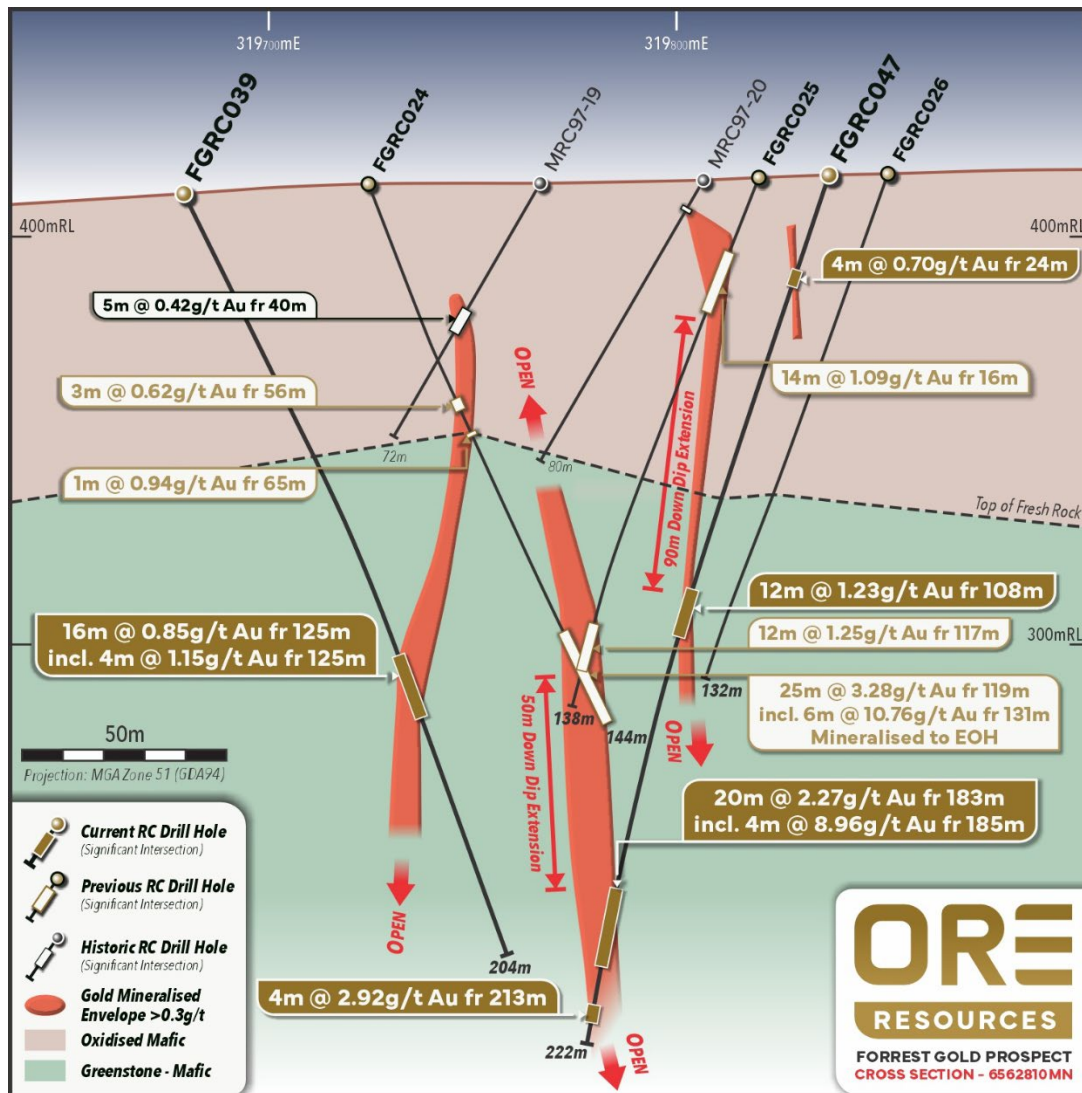 319700mE
319800mE
FGRC039
FGRC024
MRC97-19
MRC97-20
FGRC025
FGRC047
FGRC026
400mRL
400mRL
4m @ 0.70g/t Au fr 24m
5m @ 0.42g/t Au fr 40m
OPEN
14m @ 1.09g/t Au fr 16m
3m @ 0.62g/t Au fr 56m
90m Down Dip Extension
72m
80m
1m @ 0.94g/t Au fr 65m
Top of Fresh Rock
12m @ 1.23g/t Au fr 108m
16m @ 0.85g/t Au fr 125m
incl. 4m @ 1.15g/t Au fr 125m
12m @ 1.25g/t Au fr 117m
300mRL
25m @ 3.28g/t Au fr 119m
incl. 6m @ 10.76g/t Au fr 131m
Mineralised to EOH
132m
138m
144m
50m Down Dip Extension
OPEN
50m
Projection: MGA Zone 51 (GDA94)
20m @ 2.27g/t Au fr 183m
incl. 4m @ 8.96g/t Au fr 185m
Current RC Drill Hole
(Significant Intersection)
Previous RC Drill Hole
(Significant Intersection)
Historic RC Drill Hole
(Significant Intersection)
Gold Mineralised
Envelope >0.3g/t
Oxidised Mafic
Greenstone - Mafic
OPEN
204m
4m @ 2.92g/t Au fr 213m
222m
OPEN
ORE
RESOURCES
FORREST GOLD PROSPECT
CROSS SECTION - 6562810MN